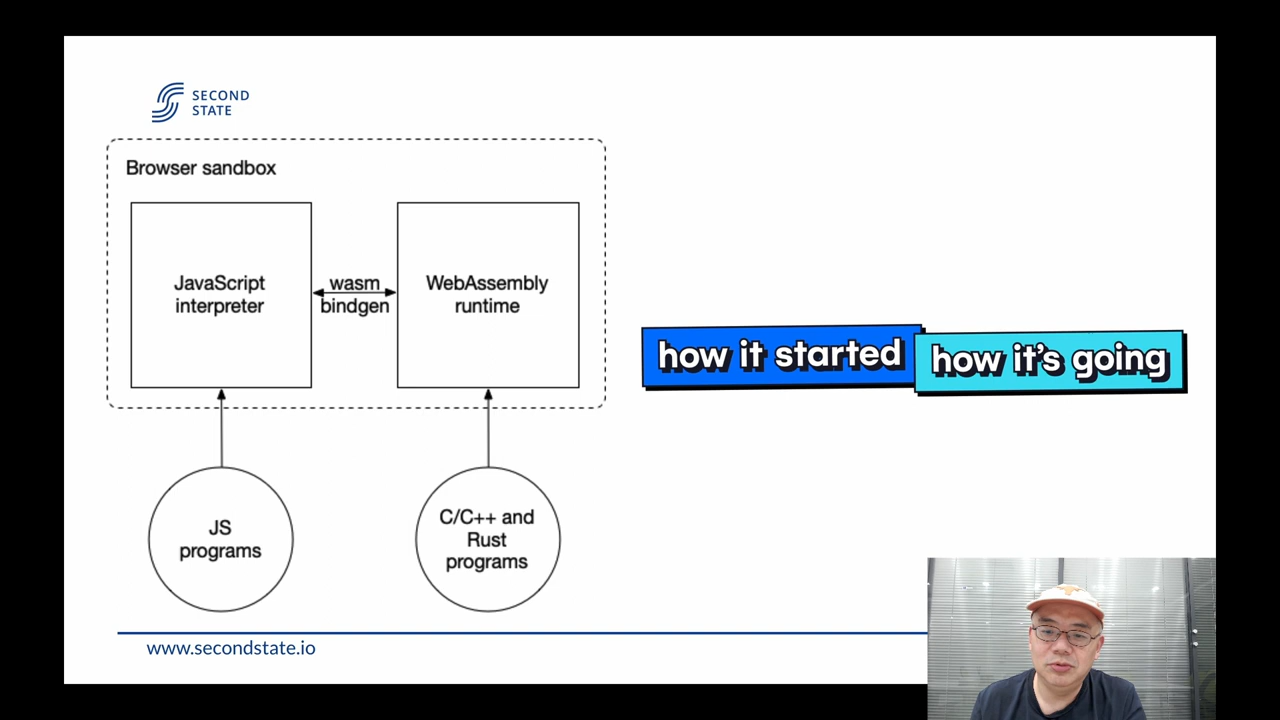 SECOND
STATE
Browser sandbox
JavaScript
interpreter
wasm
bindgen
WebAssembly
runtime
how it started
how it's going
JS
programs
C/C++ and
Rust
programs
www.secondstate.io